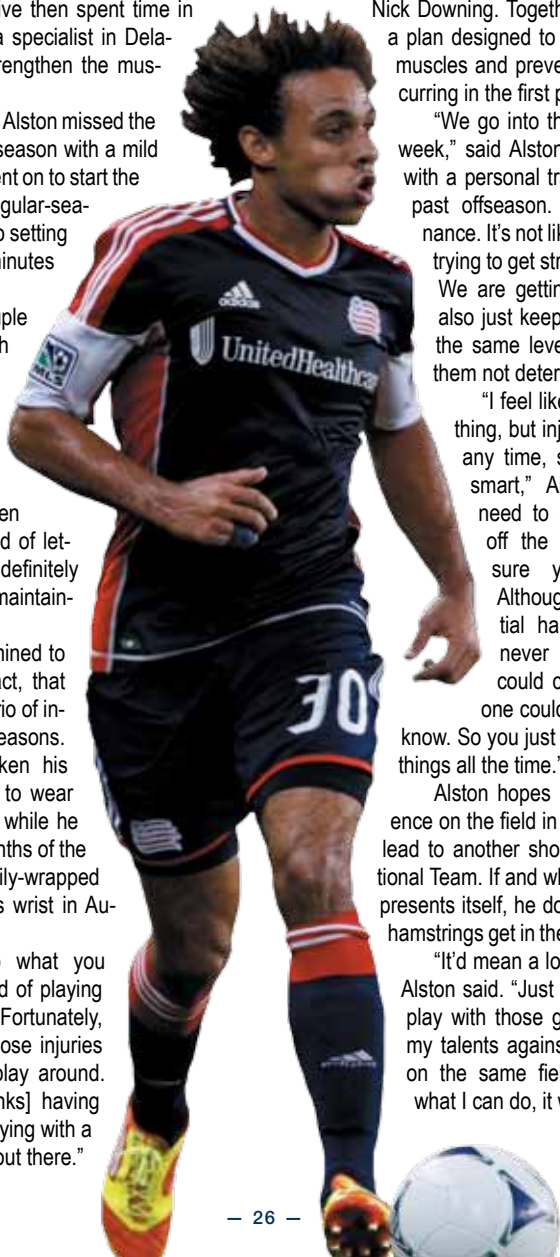 ive then spent time in
a specialist in Dela-
rengthen the mus-
Alston missed the
season with a mild
ent on to start the
gular-sea-
o setting
minutes
uple
h
en
d of let-
definitely
maintain-
mined to
act, that
rio of in-
easons.
ken his
to wear
while he
nths of the
ily-wrapped
s wrist in Au-
what you
d of playing
Fortunately,
ose injuries
play around.
nks] having
ying with a
out there.”
adidas
MLS
UnitedHealthcar
30
Nick Downing. Togeth
a plan designed to
muscles and preve
curring in the first p
“We go into th
week,” said Alston
with a personal tr
past offseason.
nance. It’s not lik
trying to get str
We are gettin
also just keep
the same leve
them not deter
“I feel like
thing, but inj
any time, s
smart,” A
need to
off the
sure y
Althoug
tial ha
never
could o
one could
know. So you just
things all the time.”
Alston hopes
ence on the field in
lead to another sho
tional Team. If and wh
presents itself, he do
hamstrings get in the
“It’d mean a lo
Alston said. “Just
play with those g
my talents against
on the same fie
what I can do, it w
— 26 —